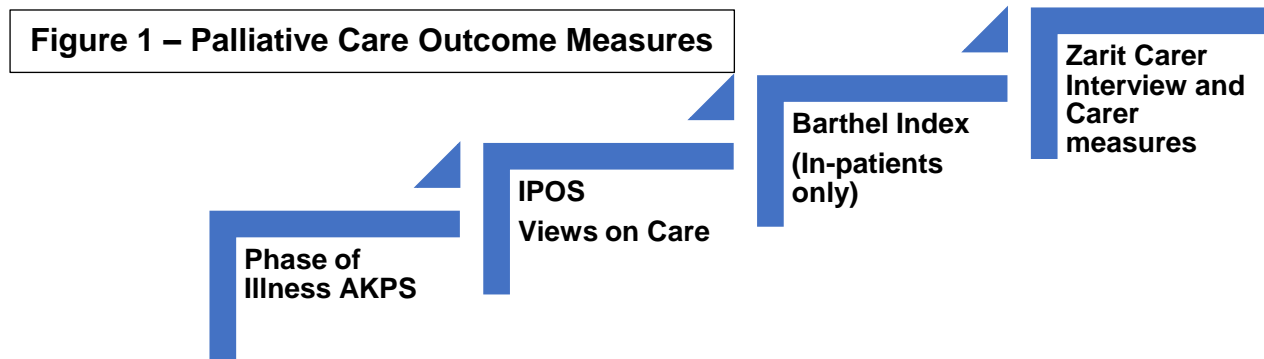 Figure 1 – Palliative Care Outcome Measures
Phase of
Illness AKPS
IPOS
Views on Care
Barthel Index
(In-patients
only)
Zarit Carer
Interview and
Carer
measures